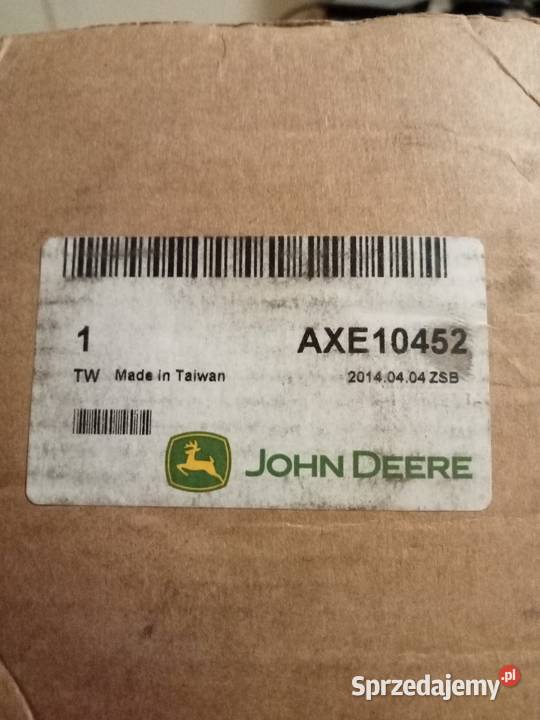 1 AXE10452
TW Made in Taiwan 2014.04.04 ZSB
JOHN DEERE
Sprzedajemy.pl